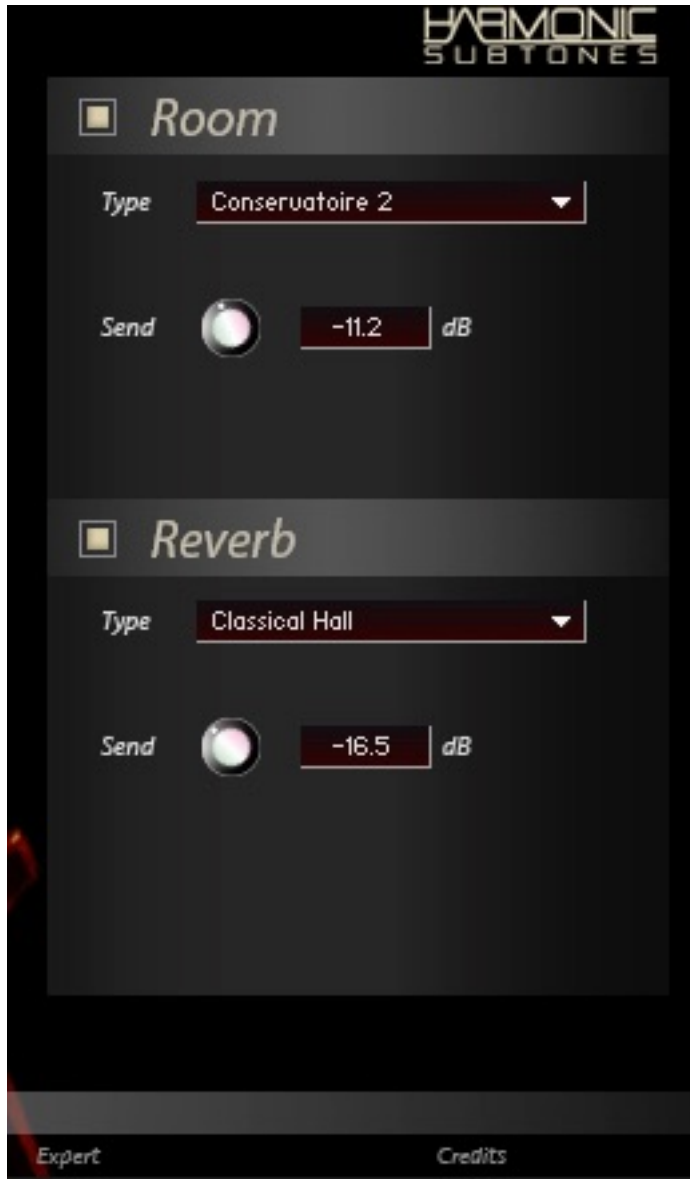 HARMONIC
SUBTONES
Room
Type Conservatoire 2
Send -11.2 dB
Reverb
Type Classical Hall
Send -16.5 dB
Expert Credits